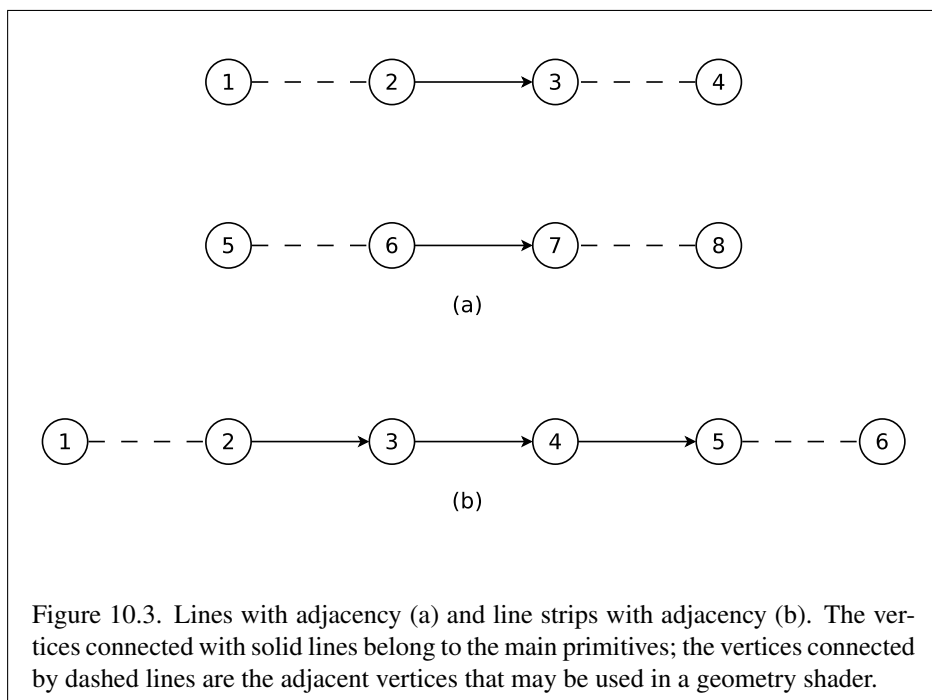 1 2 3 4
5 6 7 8
(a)
1 2 3 4 5 6
(b)
Figure 10.3. Lines with adjacency (a) and line strips with adjacency (b). The ver-
tices connected with solid lines belong to the main primitives; the vertices connected
by dashed lines are the adjacent vertices that may be used in a geometry shader.